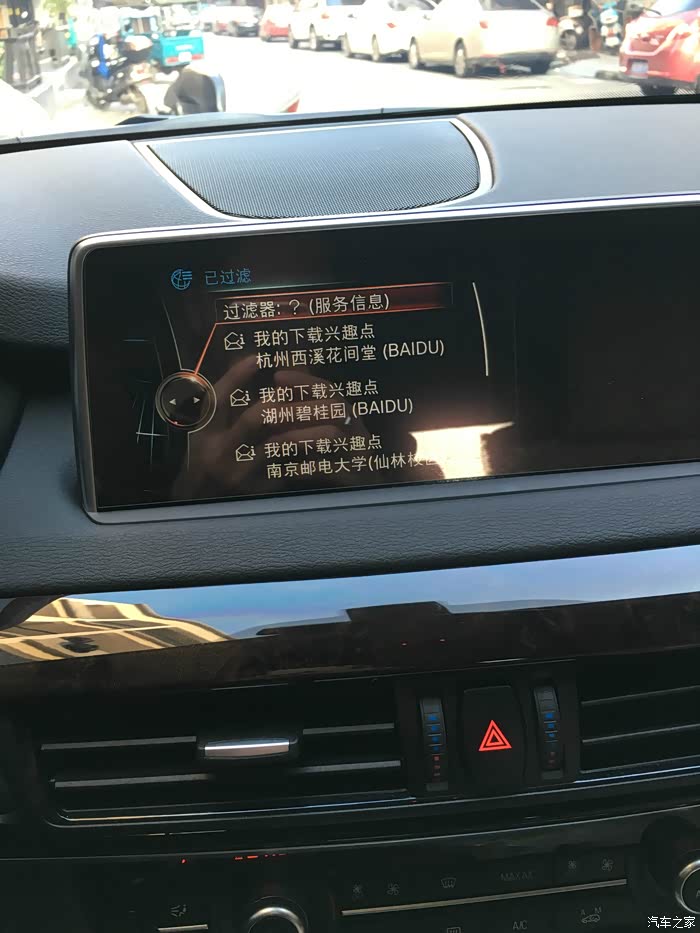 已过滤
过滤器: ? (服务信息)
我的下载兴趣点
杭州西溪花间堂 (BAIDU)
我的下载兴趣点
湖州碧桂园 (BAIDU)
我的下载兴趣点
南京邮电大学(仙林校
MAX A/C
A/C
汽车之家